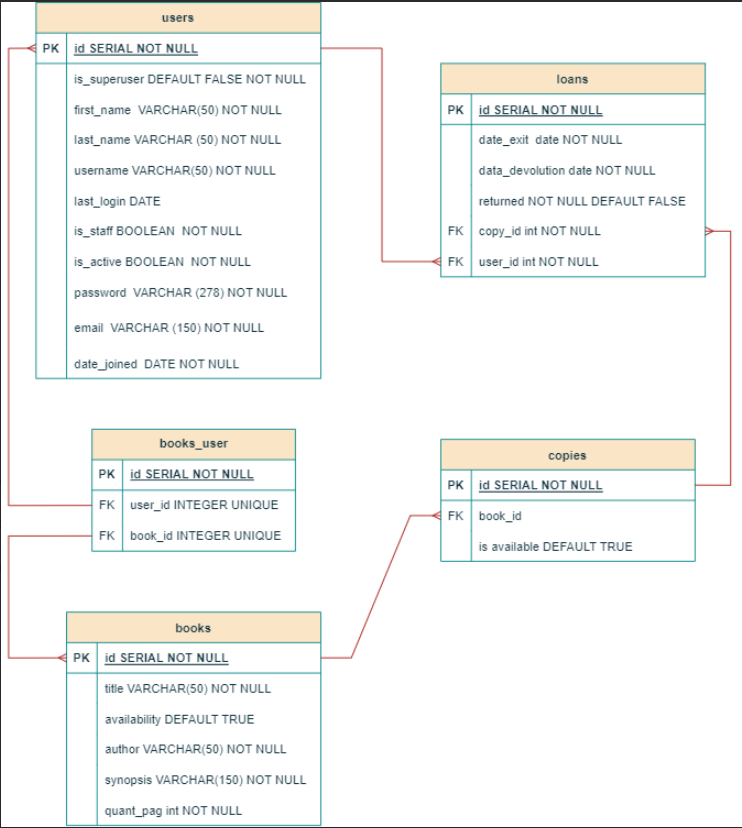 users
PK id SERIAL NOT NULL
is_superuser DEFAULT FALSE NOT NULL
first_name VARCHAR(50) NOT NULL
last_name VARCHAR (50) NOT NULL
username VARCHAR(50) NOT NULL
last_login DATE
is_staff BOOLEAN NOT NULL
is_active BOOLEAN NOT NULL
password VARCHAR (278) NOT NULL
email VARCHAR (150) NOT NULL
date_joined DATE NOT NULL
loans
PK id SERIAL NOT NULL
date_exit date NOT NULL
data_devolution date NOT NULL
returned NOT NULL DEFAULT FALSE
FK copy_id int NOT NULL
FK user_id int NOT NULL
books_user
PK id SERIAL NOT NULL
FK user_id INTEGER UNIQUE
FK book_id INTEGER UNIQUE
copies
PK id SERIAL NOT NULL
FK book_id
is available DEFAULT TRUE
books
PK id SERIAL NOT NULL
title VARCHAR(50) NOT NULL
availability DEFAULT TRUE
author VARCHAR(50) NOT NULL
synopsis VARCHAR(150) NOT NULL
quant_pag int NOT NULL